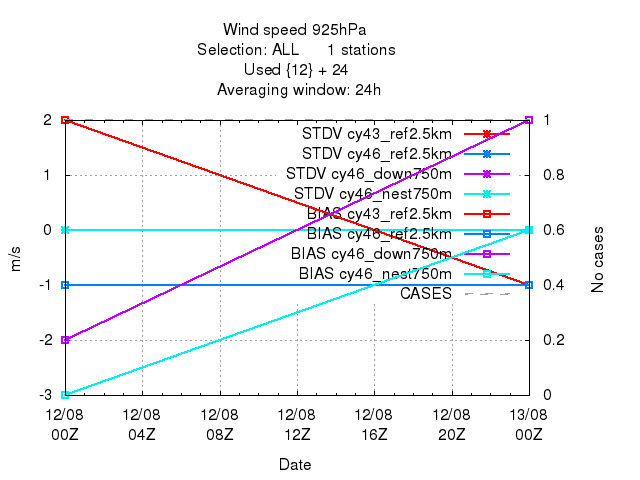 Wind speed 925hPa
Selection: ALL 1 stations
Used {12} + 24
Averaging window: 24h
2 1
STDV cy43_ref2.5km
STDV cy46_ref2.5km
1 STDV cy46_down750m 0.8
STDV cy46_nest750m
BIAS cy43_ref2.5km
0 BIAS cy46_ref2.5km 0.6
BIAS cy46_down750m
BIAS cy46_nest750m
-1 CASES 0.4
-2 0.2
-3 0
m/s
No cases
12/08 12/08 12/08 12/08 12/08 12/08 13/08
00Z 04Z 08Z 12Z 16Z 20Z 00Z
Date